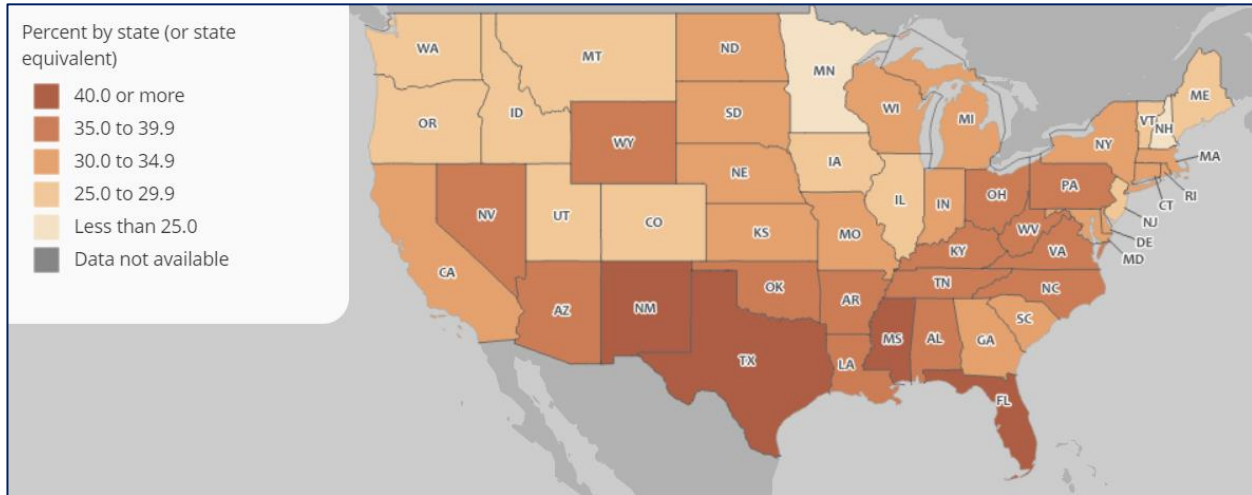 Percent by state (or state
equivalent)
40.0 or more
35.0 to 39.9
30.0 to 34.9
25.0 to 29.9
Less than 25.0
Data not available
WA
MT
ND
MN
ME
OR
ID
SD
WI
MI
VT
NH
NY
MA
WY
IA
NE
IL
IN
OH
PA
RI
CT
NJ
NV
UT
CO
KS
MO
WV
DE
MD
CA
KY
VA
AZ
NM
OK
AR
TN
NC
TX
MS
AL
GA
SC
LA
FL